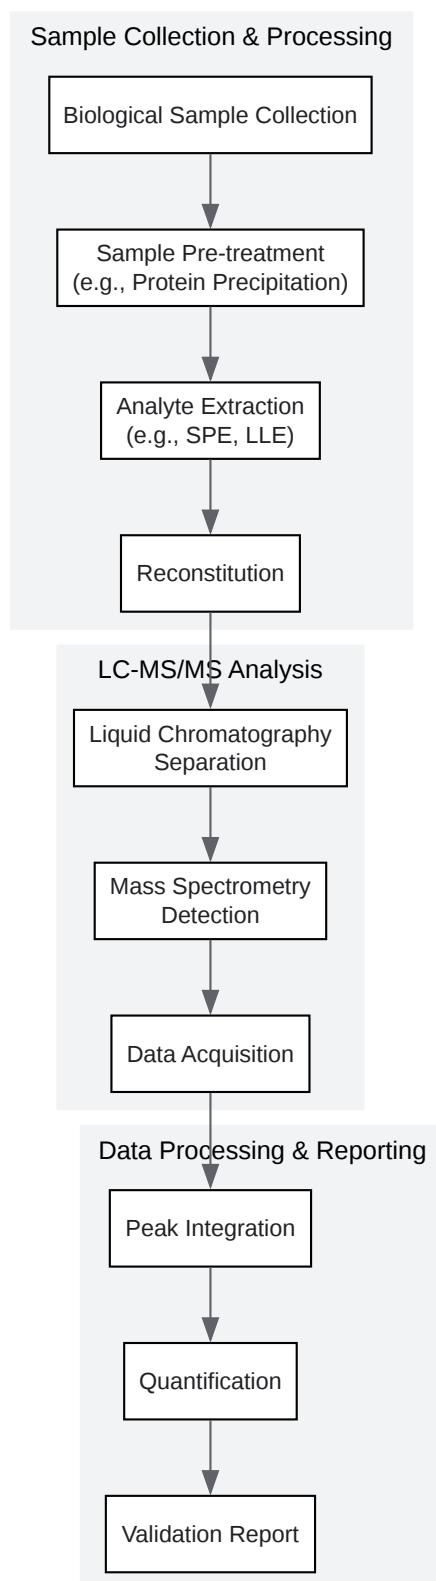 Sample Collection & Processing
Biological Sample Collection
Sample Pre-treatment
(e.g., Protein Precipitation)
Analyte Extraction
(e.g., SPE, LLE)
Reconstitution
LC-MS/MS Analysis
Liquid Chromatography
Separation
Mass Spectrometry
Detection
Data Acquisition
Data Processing & Reporting
Peak Integration
Quantification
Validation Report